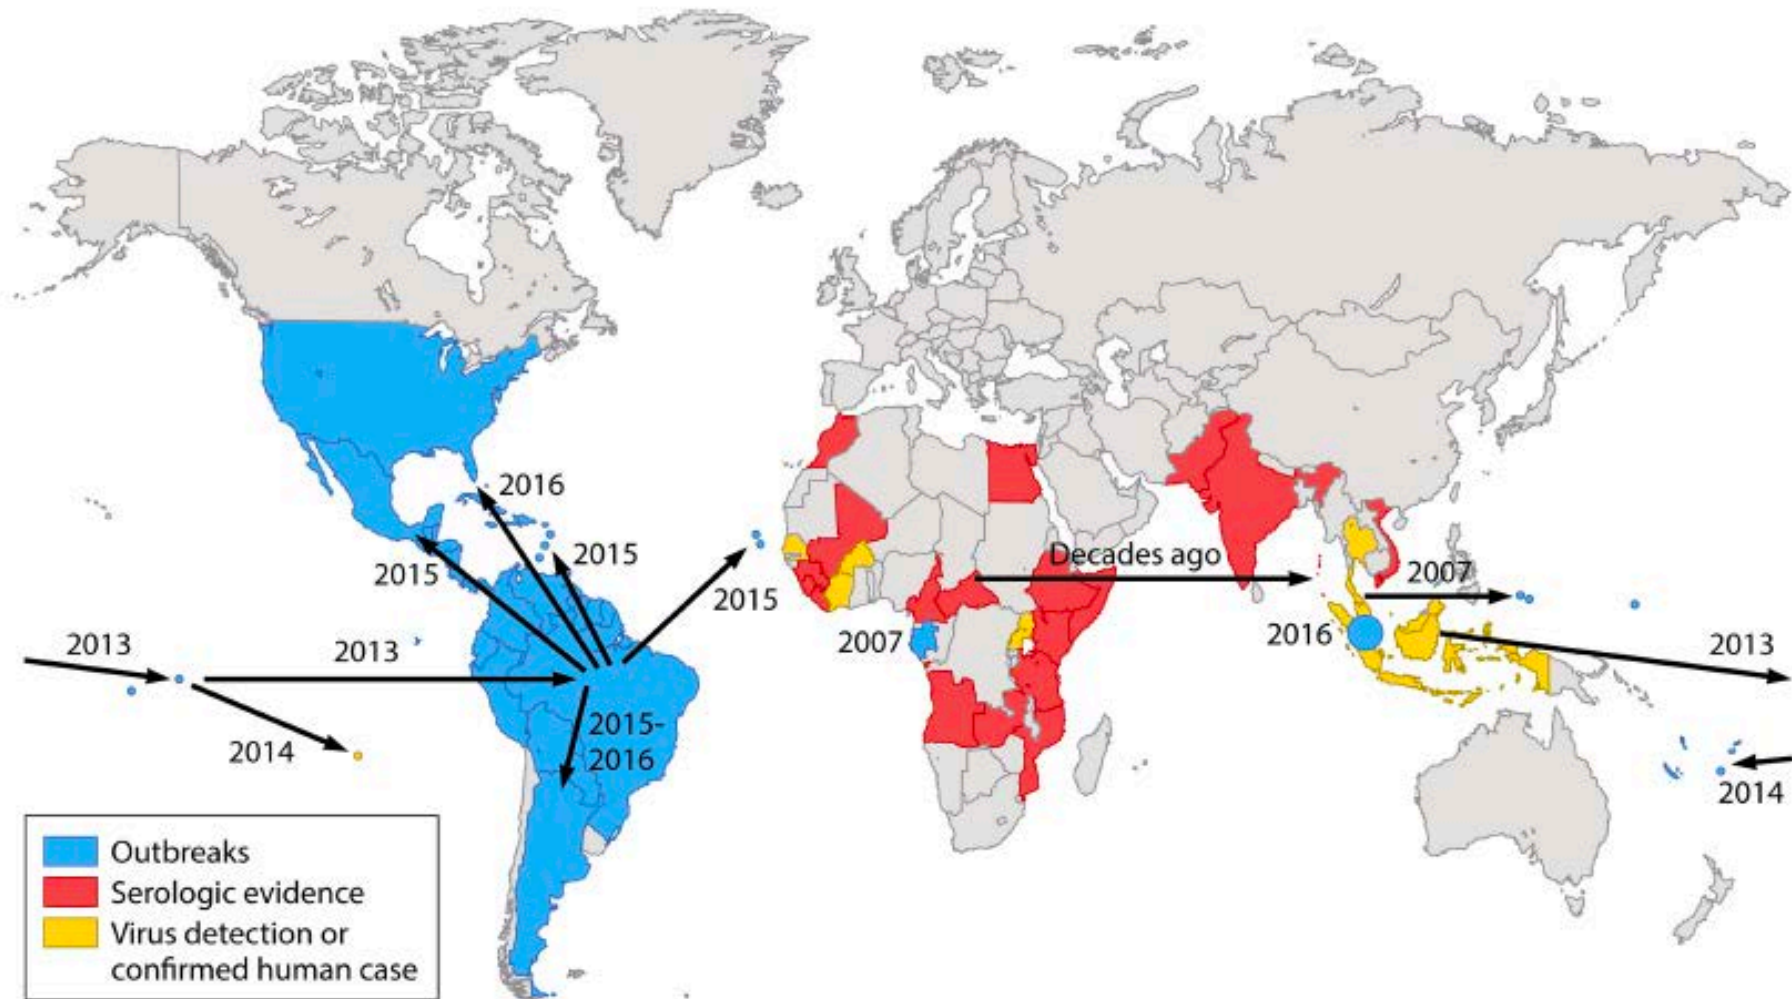 2016
2015
2015
2015
Decades ago
2007
2007
2016
2013
2013
2013
2014
2015-
2016
2014
Outbreaks
Serologic evidence
Virus detection or
confirmed human case